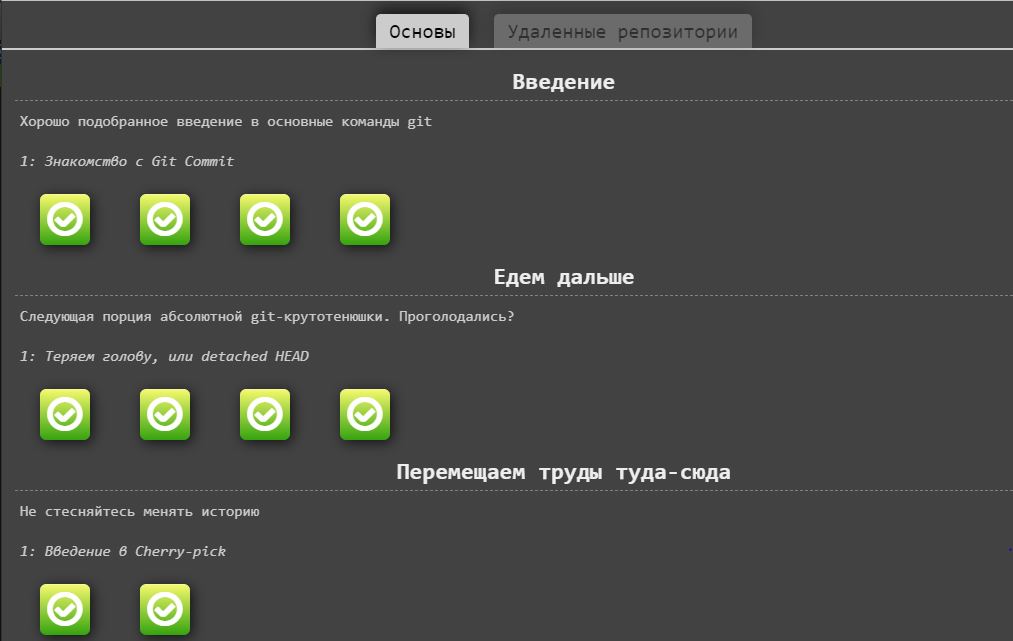 Основы
Удаленные репозитории
Введение
Хорошо подобранное введение в основные команды git
1: Знакомство с Git Commit
Едем дальше
Следующая порция абсолютной git-крутотенюшки. Проголодались?
1: Теряем голову, или detached HEAD
Перемещаем труды туда-сюда
Не стесняйтесь менять историю
1: Введение в Cherry-pick